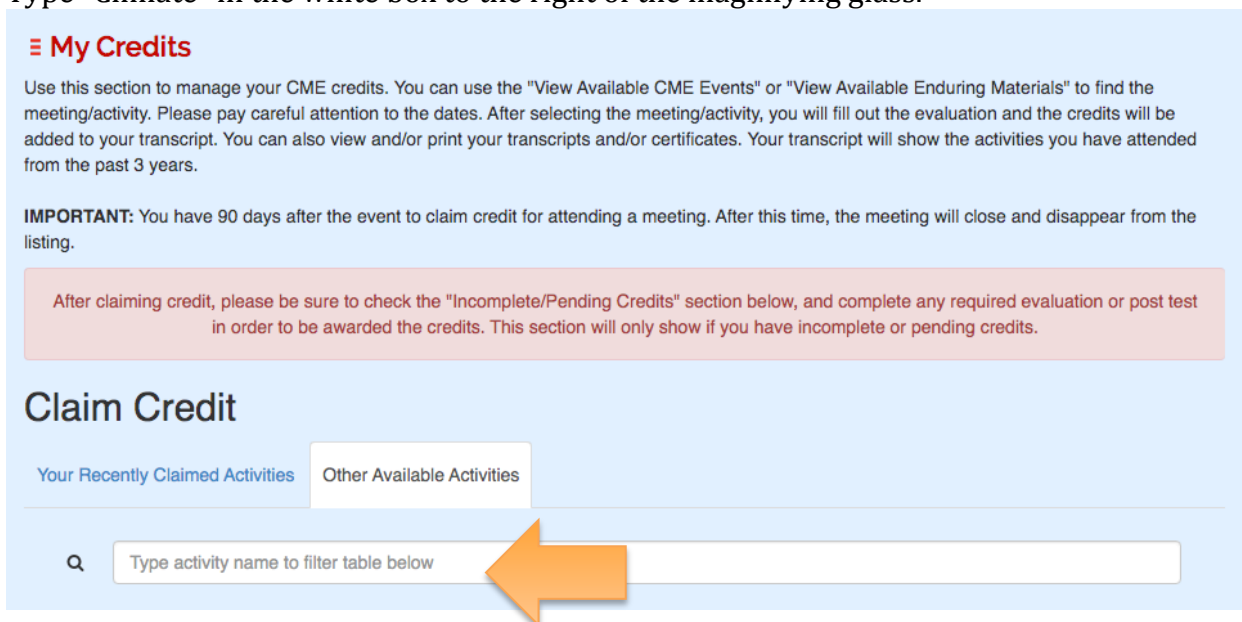 Type "Climate" in the white box to the right of the magnifying glass.
My Credits
Use this section to manage your CME credits. You can use the "View Available CME Events" or "View Available Enduring Materials" to find the
meeting/activity. Please pay careful attention to the dates. After selecting the meeting/activity, you will fill out the evaluation and the credits will be
added to your transcript. You can also view and/or print your transcripts and/or certificates. Your transcript will show the activities you have attended
from the past 3 years.
IMPORTANT: You have 90 days after the event to claim credit for attending a meeting. After this time, the meeting will close and disappear from the
listing.
After claiming credit, please be sure to check the "Incomplete/Pending Credits" section below, and complete any required evaluation or post test
in order to be awarded the credits. This section will only show if you have incomplete or pending credits.
Claim Credit
Your Recently Claimed Activities Other Available Activities
Type activity name to filter table below